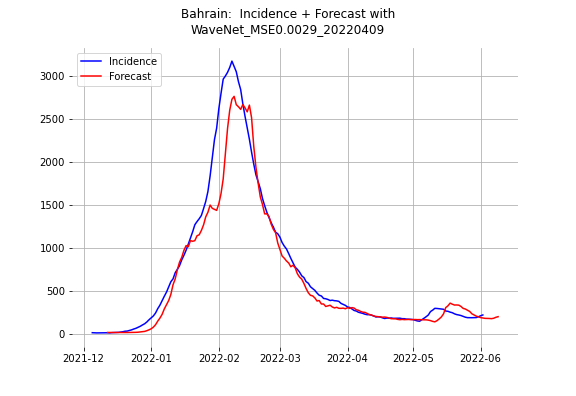 Bahrain:  Incidence + Forecast with
WaveNet_MSE0.0029_20220409
Incidence
Forecast
3000
2500
2000
1500
1000
500
0
2021-12 2022-01 2022-02 2022-03 2022-04 2022-05 2022-06